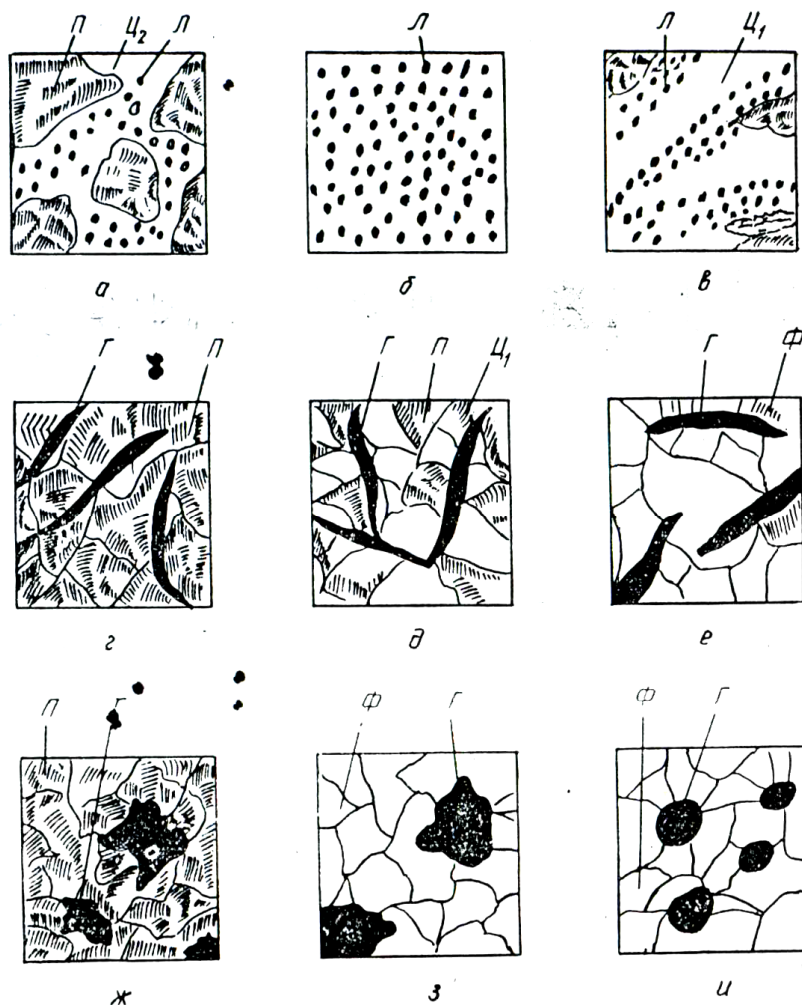 П Ц₂ Л
Л
Л Ц₁
а
б
в
Г П
Г П Ц₁
Г Ф
г
д
е
П Г
Ф Г
Ф Г
ж
з
и